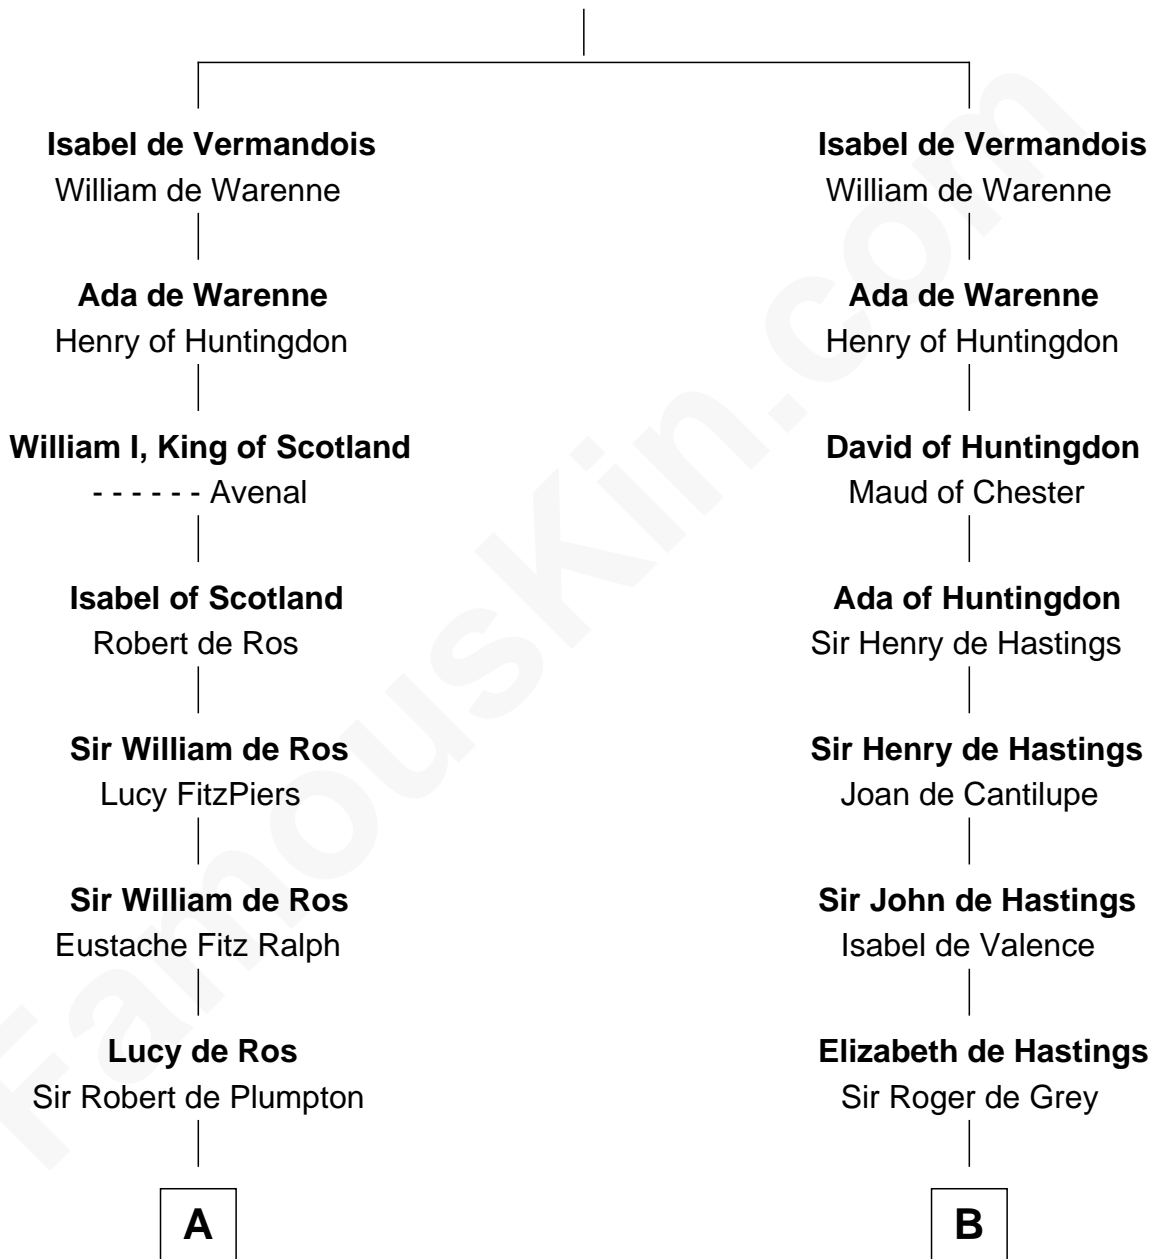 Isabel de Vermandois
William de Warenne
Ada de Warenne
Henry of Huntingdon
William I, King of Scotland
- - - - - - Avenal
Isabel of Scotland
Robert de Ros
Sir William de Ros
Lucy FitzPiers
Sir William de Ros
Eustache Fitz Ralph
Lucy de Ros
Sir Robert de Plumpton
A
Isabel de Vermandois
William de Warenne
Ada de Warenne
Henry of Huntingdon
David of Huntingdon
Maud of Chester
Ada of Huntingdon
Sir Henry de Hastings
Sir Henry de Hastings
Joan de Cantilupe
Sir John de Hastings
Isabel de Valence
Elizabeth de Hastings
Sir Roger de Grey
B
FamousKin.com